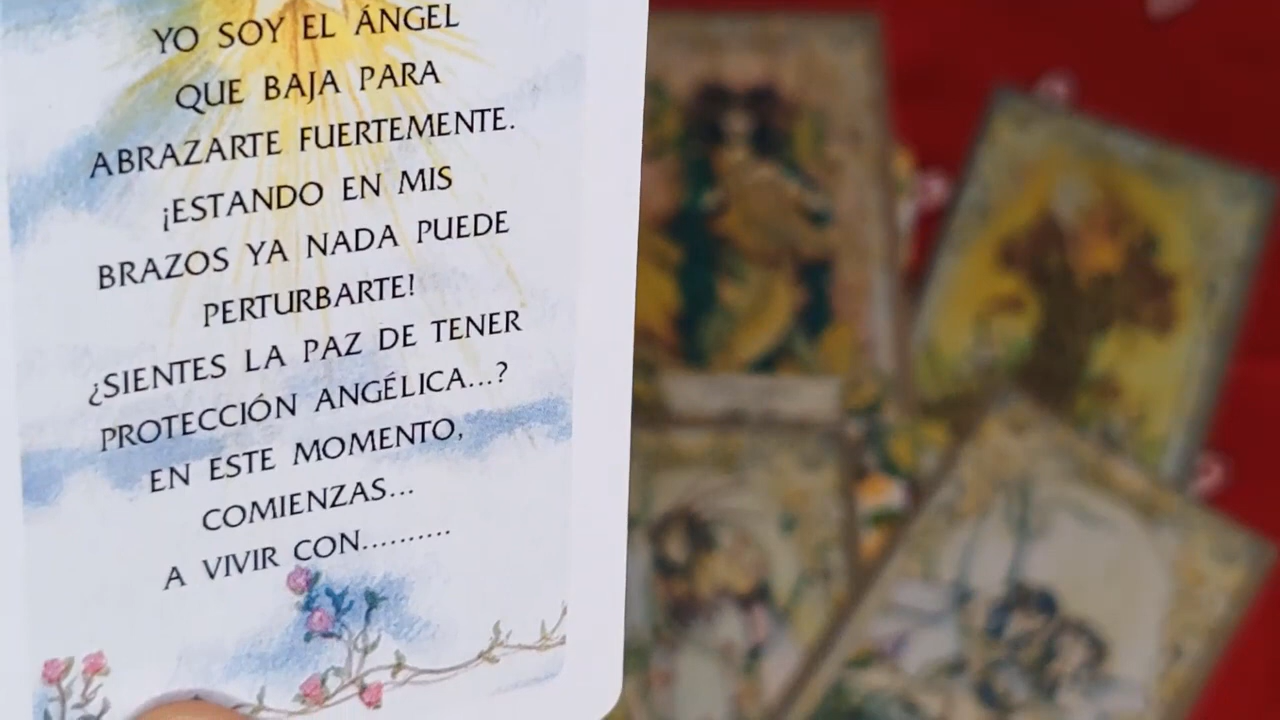 YO SOY EL ÁNGEL
QUE BAJA PARA
ABRAZARTE FUERTEMENTE.
¡ESTANDO EN MIS
BRAZOS YA NADA PUEDE
PERTURBARTE!
¿SIENTES LA PAZ DE TENER
PROTECCIÓN ANGÉLICA...?
EN ESTE MOMENTO,
COMIENZAS...
A VIVIR CON..........